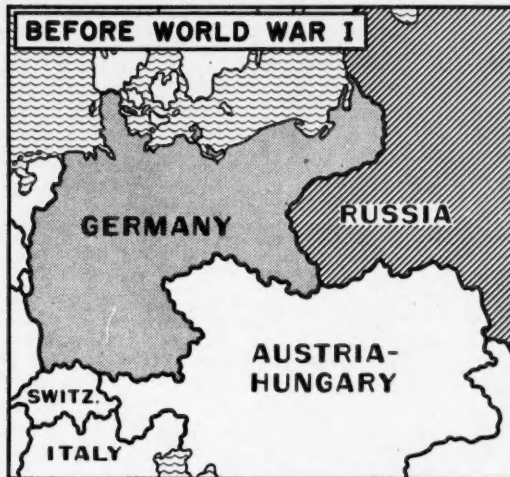 BEFORE WORLD WAR I
GERMANY
RUSSIA
AUSTRIA-
HUNGARY
SWITZ.
ITALY